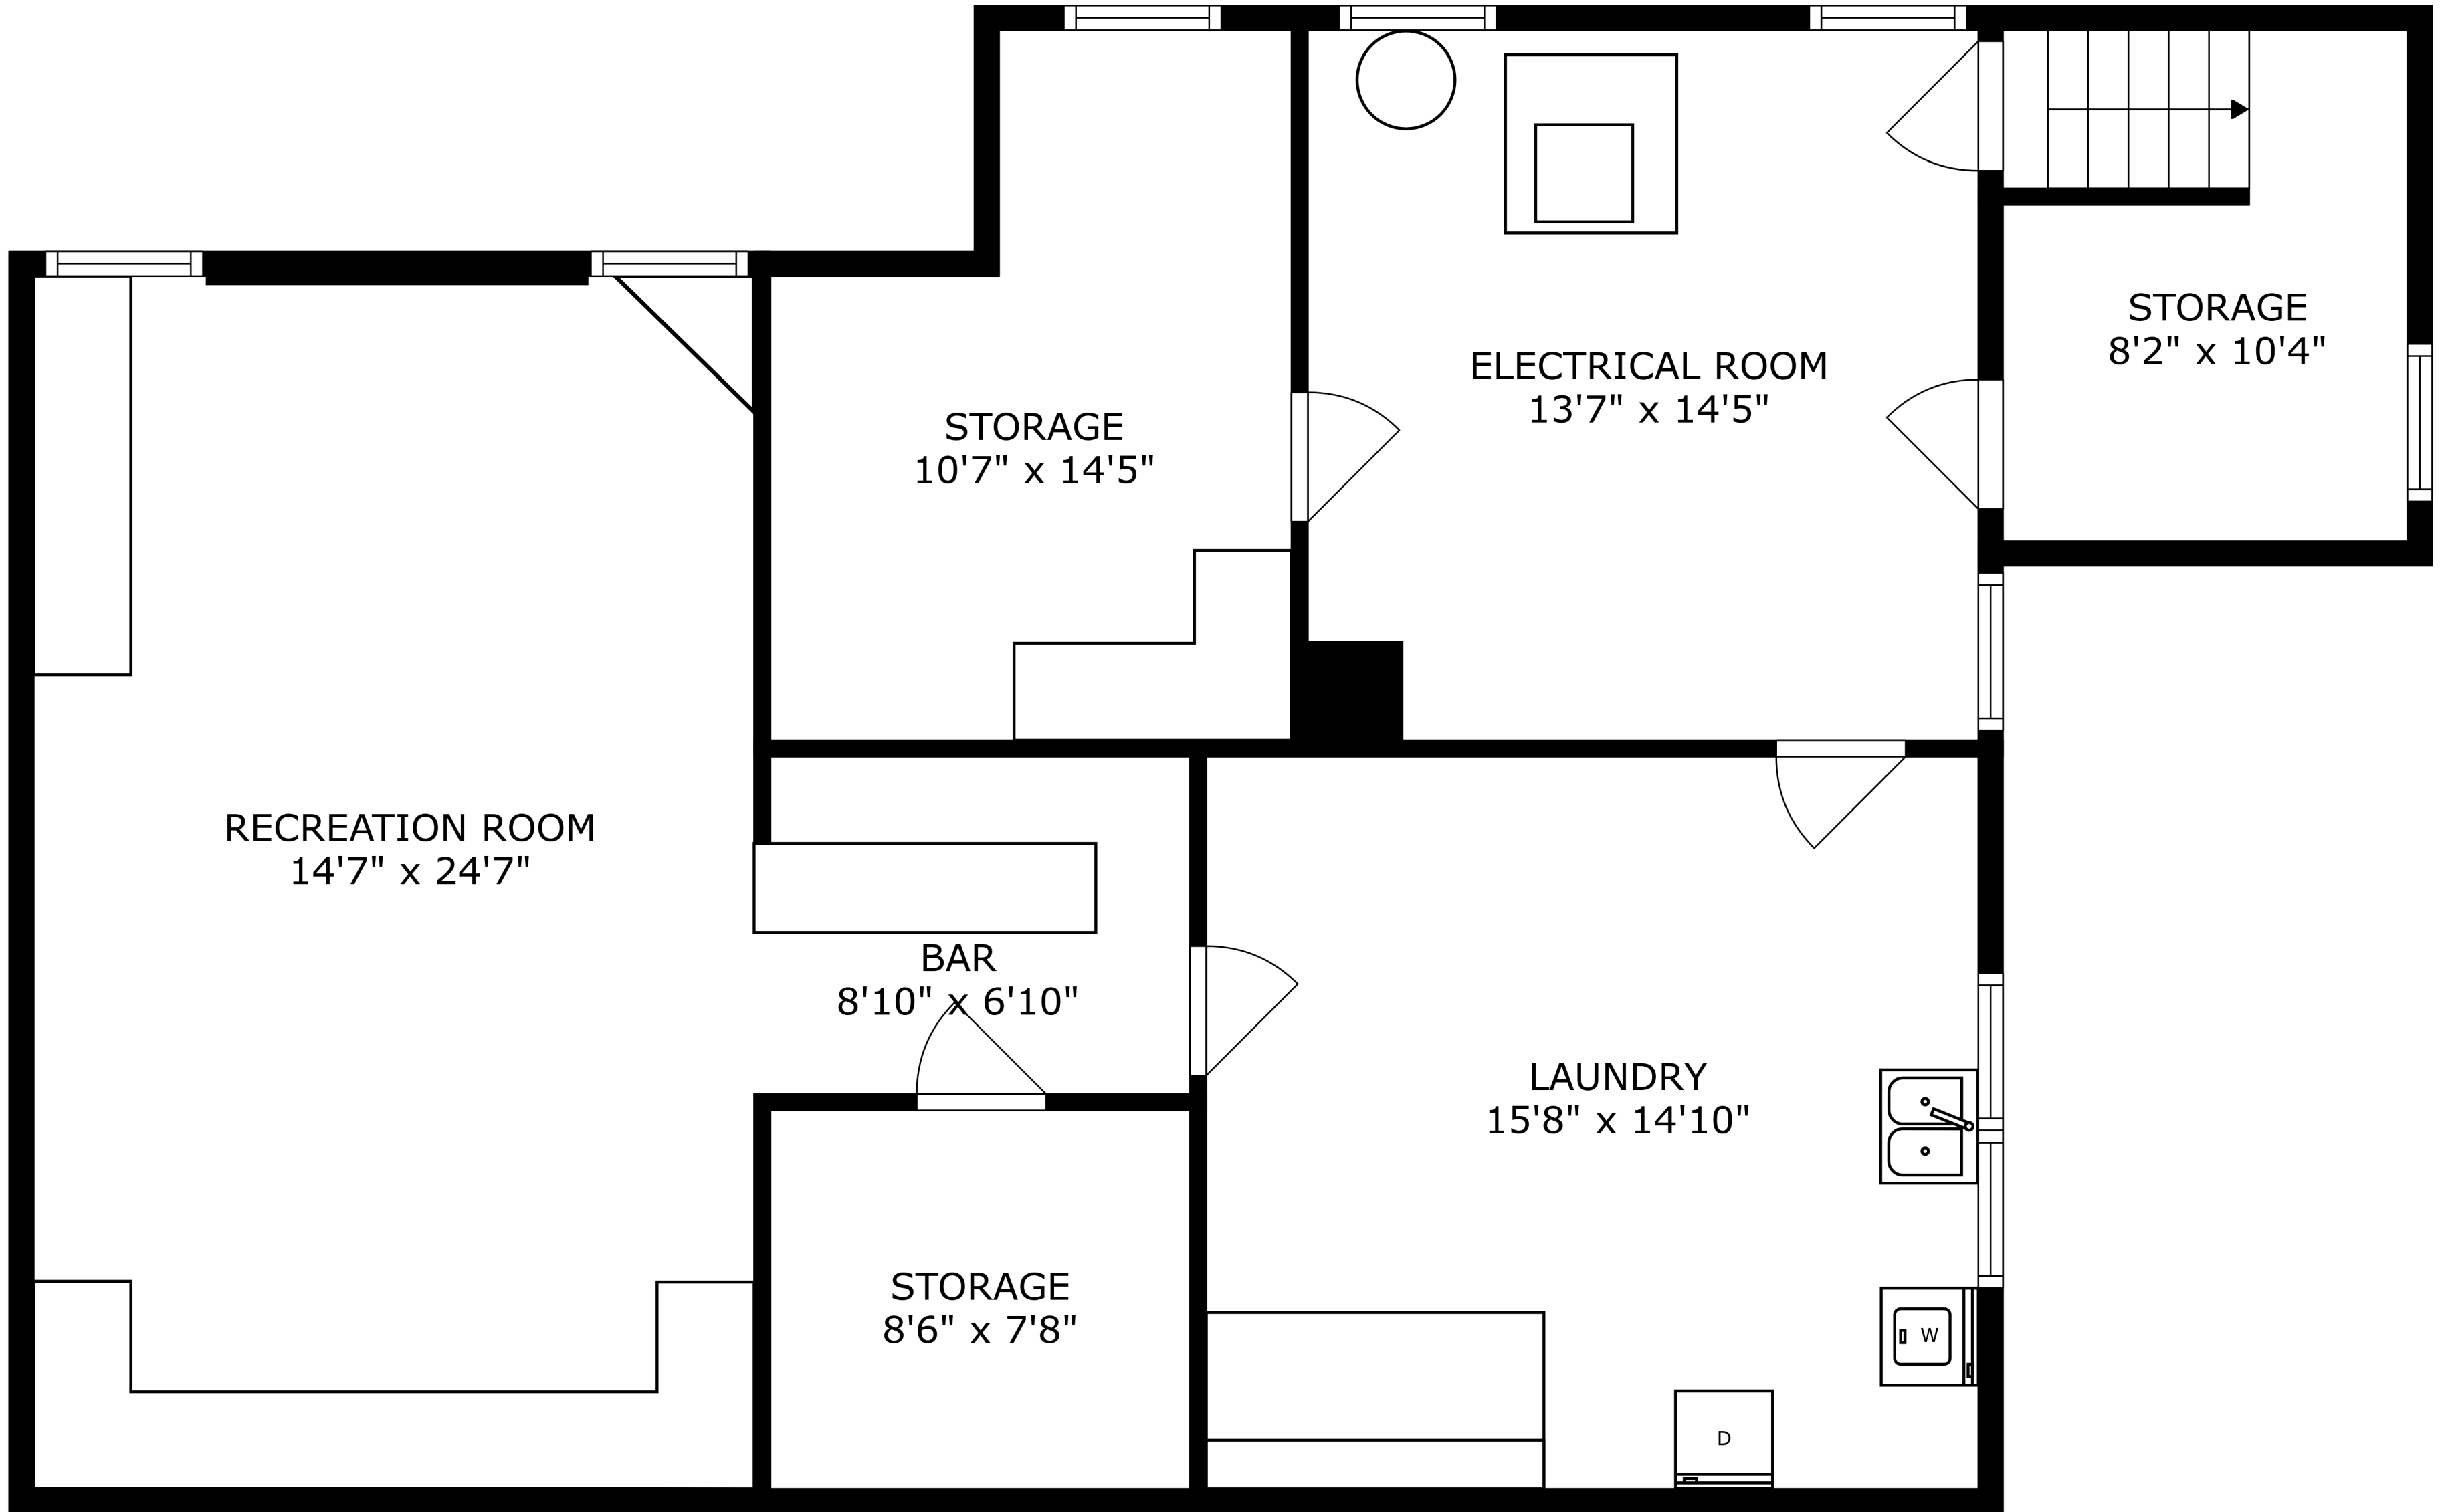 STORAGE
8'2" x 10'4"
ELECTRICAL ROOM
13'7" x 14'5"
STORAGE
10'7" x 14'5"
RECREATION ROOM
14'7" x 24'7"
BAR
8'10" x 6'10"
LAUNDRY
15'8" x 14'10"
STORAGE
8'6" x 7'8"
W
D